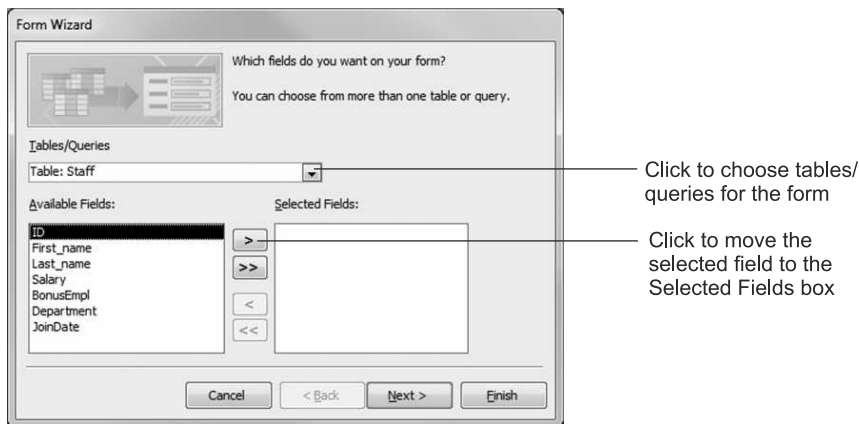 Form Wizard
Which fields do you want on your form?
You can choose from more than one table or query.
Tables/Queries
Table: Staff
Click to choose tables/
queries for the form
Available Fields:
Selected Fields:
ID
First_name
Last_name
Salary
BonusEmpl
Department
JoinDate
>
>>
<
<<
Click to move the
selected field to the
Selected Fields box
Cancel
< Back
Next >
Finish